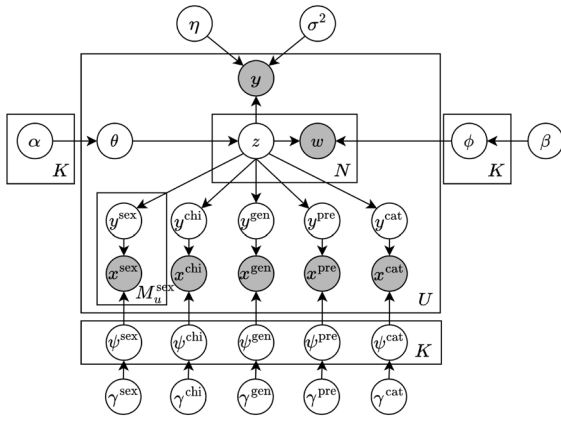 η σ²
y
α K θ z w N ϕ K β
y^sex y^chi y^gen y^pre y^cat
x^sex x^chi x^gen x^pre x^cat
M_u^sex U
ψ^sex ψ^chi ψ^gen ψ^pre ψ^cat K
γ^sex γ^chi γ^gen γ^pre γ^cat